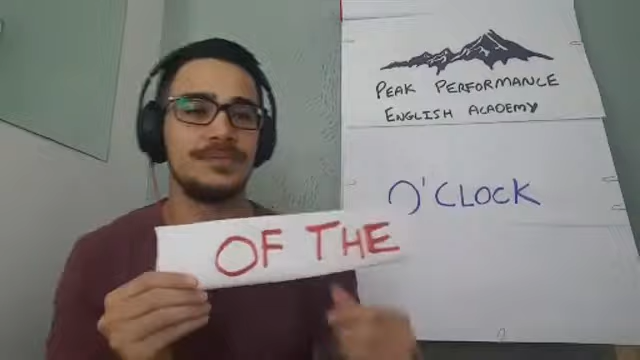 PEAK PERFORMANCE
ENGLISH ACADEMY
O'CLOCK
OF THE